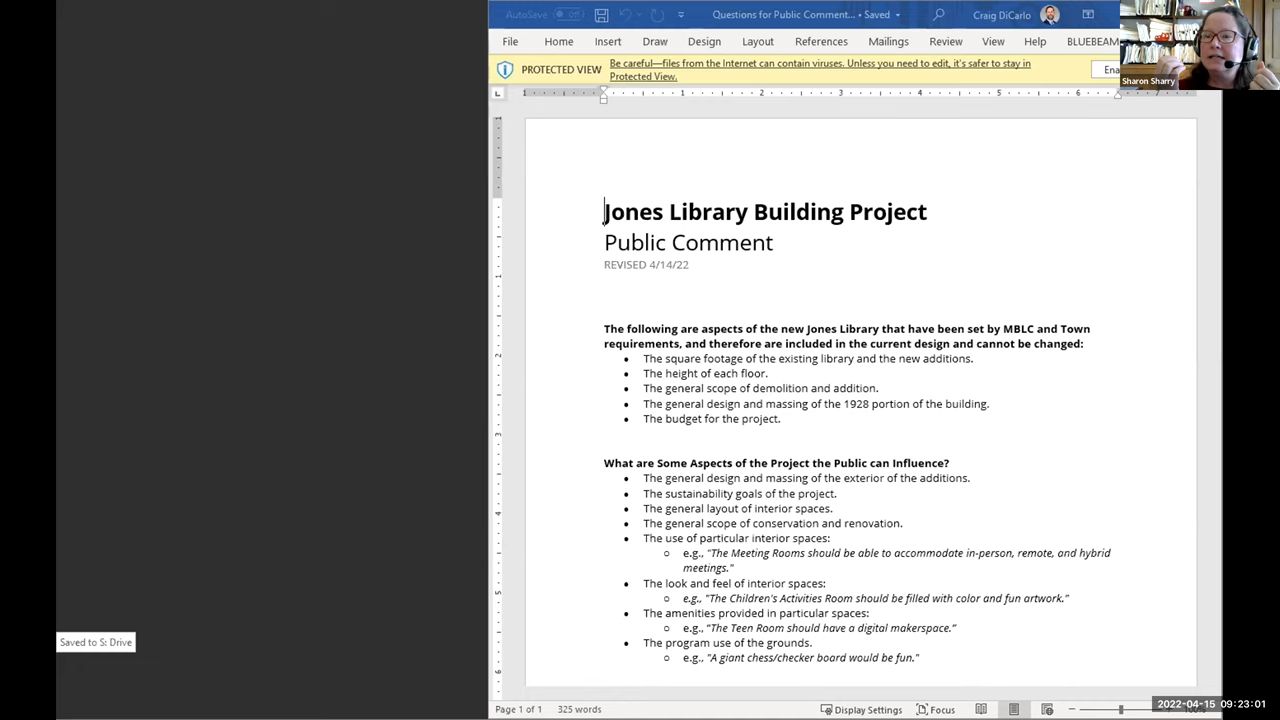 AutoSave Off Questions for Public Comment... • Saved Craig DiCarlo
File Home Insert Draw Design Layout References Mailings Review View Help BLUEBEAM
PROTECTED VIEW Be careful—files from the Internet can contain viruses. Unless you need to edit, it's safer to stay in
Protected View. Ena
Sharon Sharry
1 1 2 3 4 5 6 7
Jones Library Building Project
Public Comment
REVISED 4/14/22
The following are aspects of the new Jones Library that have been set by MBLC and Town
requirements, and therefore are included in the current design and cannot be changed:
• The square footage of the existing library and the new additions.
• The height of each floor.
• The general scope of demolition and addition.
• The general design and massing of the 1928 portion of the building.
• The budget for the project.
What are Some Aspects of the Project the Public can Influence?
• The general design and massing of the exterior of the additions.
• The sustainability goals of the project.
• The general layout of interior spaces.
• The general scope of conservation and renovation.
• The use of particular interior spaces:
o e.g., "The Meeting Rooms should be able to accommodate in-person, remote, and hybrid
meetings."
• The look and feel of interior spaces:
o e.g., "The Children's Activities Room should be filled with color and fun artwork."
• The amenities provided in particular spaces:
o e.g., "The Teen Room should have a digital makerspace."
• The program use of the grounds.
o e.g., "A giant chess/checker board would be fun."
Saved to S: Drive
Page 1 of 1 325 words Display Settings Focus
2022-04-15 09:23:01